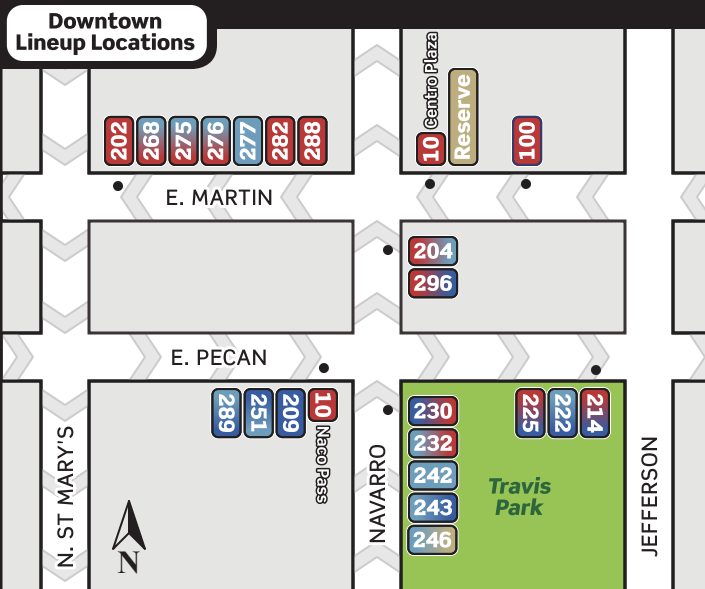 Downtown
Lineup Locations
202
268
275
276
277
282
288
10 Centro Plaza
Reserve
100
E. MARTIN
204
296
E. PECAN
289
251
209
10 Naco Pass
230
232
242
243
246
225
222
214
Travis
Park
N. ST MARY'S
NAVARRO
JEFFERSON
N